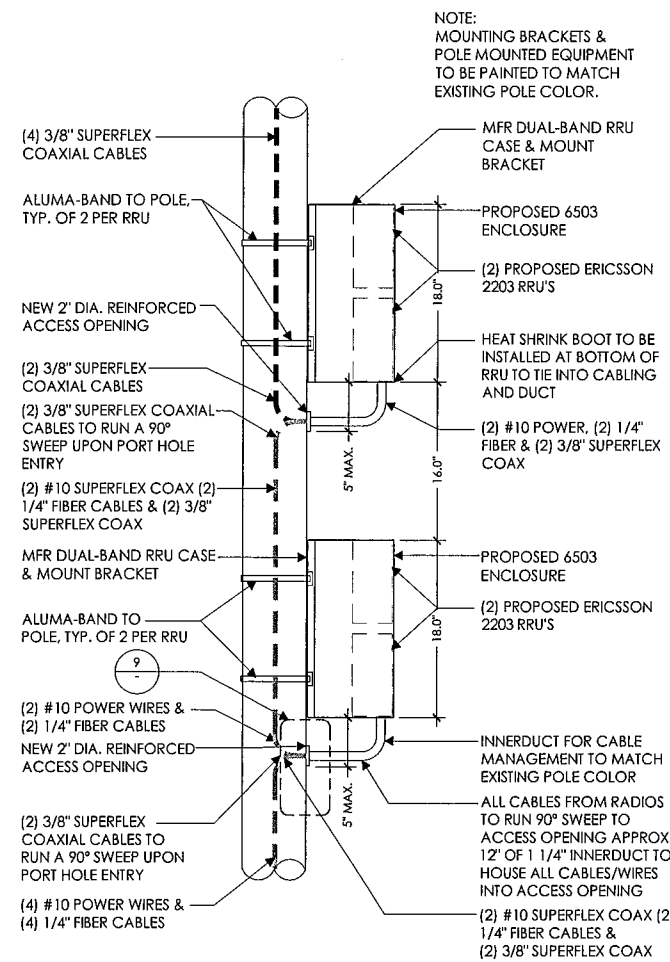 NOTE:
MOUNTING BRACKETS &
POLE MOUNTED EQUIPMENT
TO BE PAINTED TO MATCH
EXISTING POLE COLOR.
(4) 3/8" SUPERFLEX
COAXIAL CABLES
ALUMA-BAND TO POLE,
TYP. OF 2 PER RRU
NEW 2" DIA. REINFORCED
ACCESS OPENING
(2) 3/8" SUPERFLEX
COAXIAL CABLES
(2) 3/8" SUPERFLEX COAXIAL
CABLES TO RUN A 90°
SWEEP UPON PORT HOLE
ENTRY
(2) #10 SUPERFLEX COAX (2)
1/4" FIBER CABLES & (2) 3/8"
SUPERFLEX COAX
MFR DUAL-BAND RRU CASE
& MOUNT BRACKET
ALUMA-BAND TO
POLE, TYP. OF 2 PER RRU
9
-
(2) #10 POWER WIRES &
(2) 1/4" FIBER CABLES
NEW 2" DIA. REINFORCED
ACCESS OPENING
(2) 3/8" SUPERFLEX
COAXIAL CABLES TO
RUN A 90° SWEEP UPON
PORT HOLE ENTRY
(4) #10 POWER WIRES &
(4) 1/4" FIBER CABLES
MFR DUAL-BAND RRU
CASE & MOUNT
BRACKET
PROPOSED 6503
ENCLOSURE
(2) PROPOSED ERICSSON
2203 RRU'S
18.0"
HEAT SHRINK BOOT TO BE
INSTALLED AT BOTTOM OF
RRU TO TIE INTO CABLING
AND DUCT
(2) #10 POWER, (2) 1/4"
FIBER & (2) 3/8" SUPERFLEX
COAX
5" MAX.
16.0"
PROPOSED 6503
ENCLOSURE
(2) PROPOSED ERICSSON
2203 RRU'S
18.0"
INNERDUCT FOR CABLE
MANAGEMENT TO MATCH
EXISTING POLE COLOR
5" MAX.
ALL CABLES FROM RADIOS
TO RUN 90° SWEEP TO
ACCESS OPENING APPROX
12" OF 1 1/4" INNERDUCT TO
HOUSE ALL CABLES/WIRES
INTO ACCESS OPENING
(2) #10 SUPERFLEX COAX (2
1/4" FIBER CABLES &
(2) 3/8" SUPERFLEX COAX